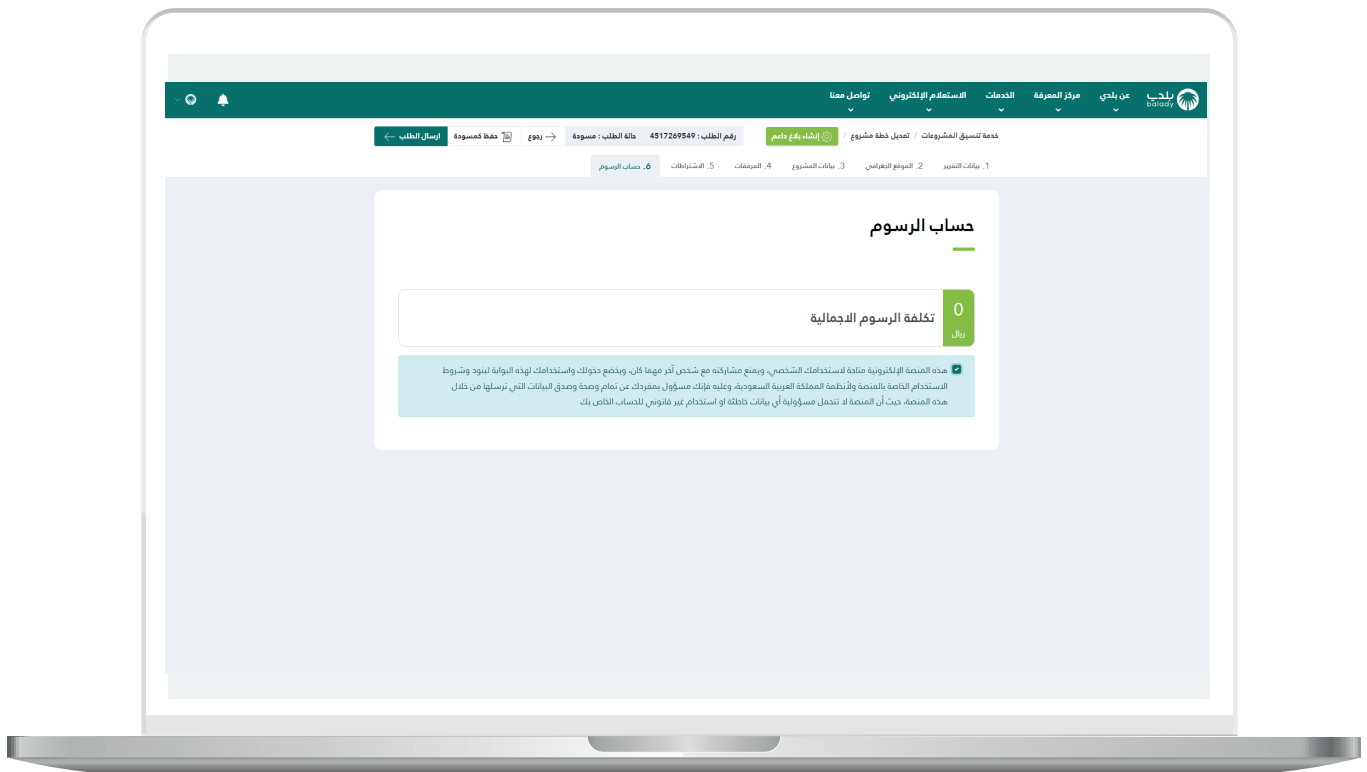 بلدي balady
عن بلدي مركز المعرفة الخدمات الاستعلام الإلكتروني تواصل معنا
خدمة تنسيق المشروعات / تعديل خطة مشروع / إنشاء بلاغ داعم رقم الطلب : 4517269549 حالة الطلب : مسودة رجوع حفظ كمسودة ارسال الطلب
1. بيانات التقرير 2. الموقع الجغرافي 3. بيانات المشروع 4. المرفقات 5. الاشتراطات 6. حساب الرسوم
حساب الرسوم
0
ريال
تكلفة الرسوم الاجمالية
هذه المنصة الإلكترونية متاحة لاستخدامك الشخصي، ويمنع مشاركته مع شخص آخر مهما كان، ويخضع دخولك واستخدامك لهذه البوابة لبنود وشروط
الاستخدام الخاصة بالمنصة ولأنظمة المملكة العربية السعودية، وعليه فإنك مسؤول بمفردك عن تمام وصحة وصدق البيانات التي ترسلها من خلال
هذه المنصة، حيث أن المنصة لا تتحمل مسؤولية أي بيانات خاطئة او استخدام غير قانوني للحساب الخاص بك